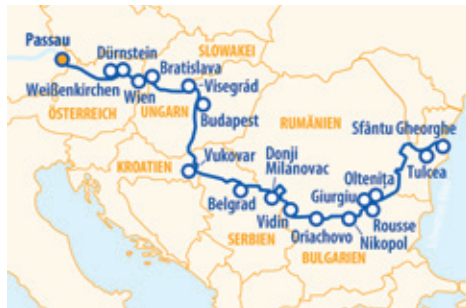 Passau
Dürnstein
SLOWAKEI
Bratislava
Weißenkirchen
Wien
Visegrád
ÖSTERREICH
UNGARN
Budapest
RUMÄNIEN
Sfântu Gheorghe
KROATIEN
Vukovar
Donji
Milanovac
Oltenița
Tulcea
Belgrad
Giurgiu
Vidin
Rousse
SERBIEN
Oriachovo
Nikopol
BULGARIEN